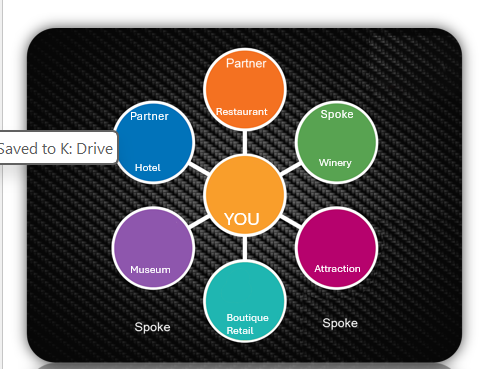 Partner
Restaurant
Partner
Hotel
Spoke
Winery
Saved to K: Drive
YOU
Museum
Attraction
Boutique
Retail
Spoke
Spoke